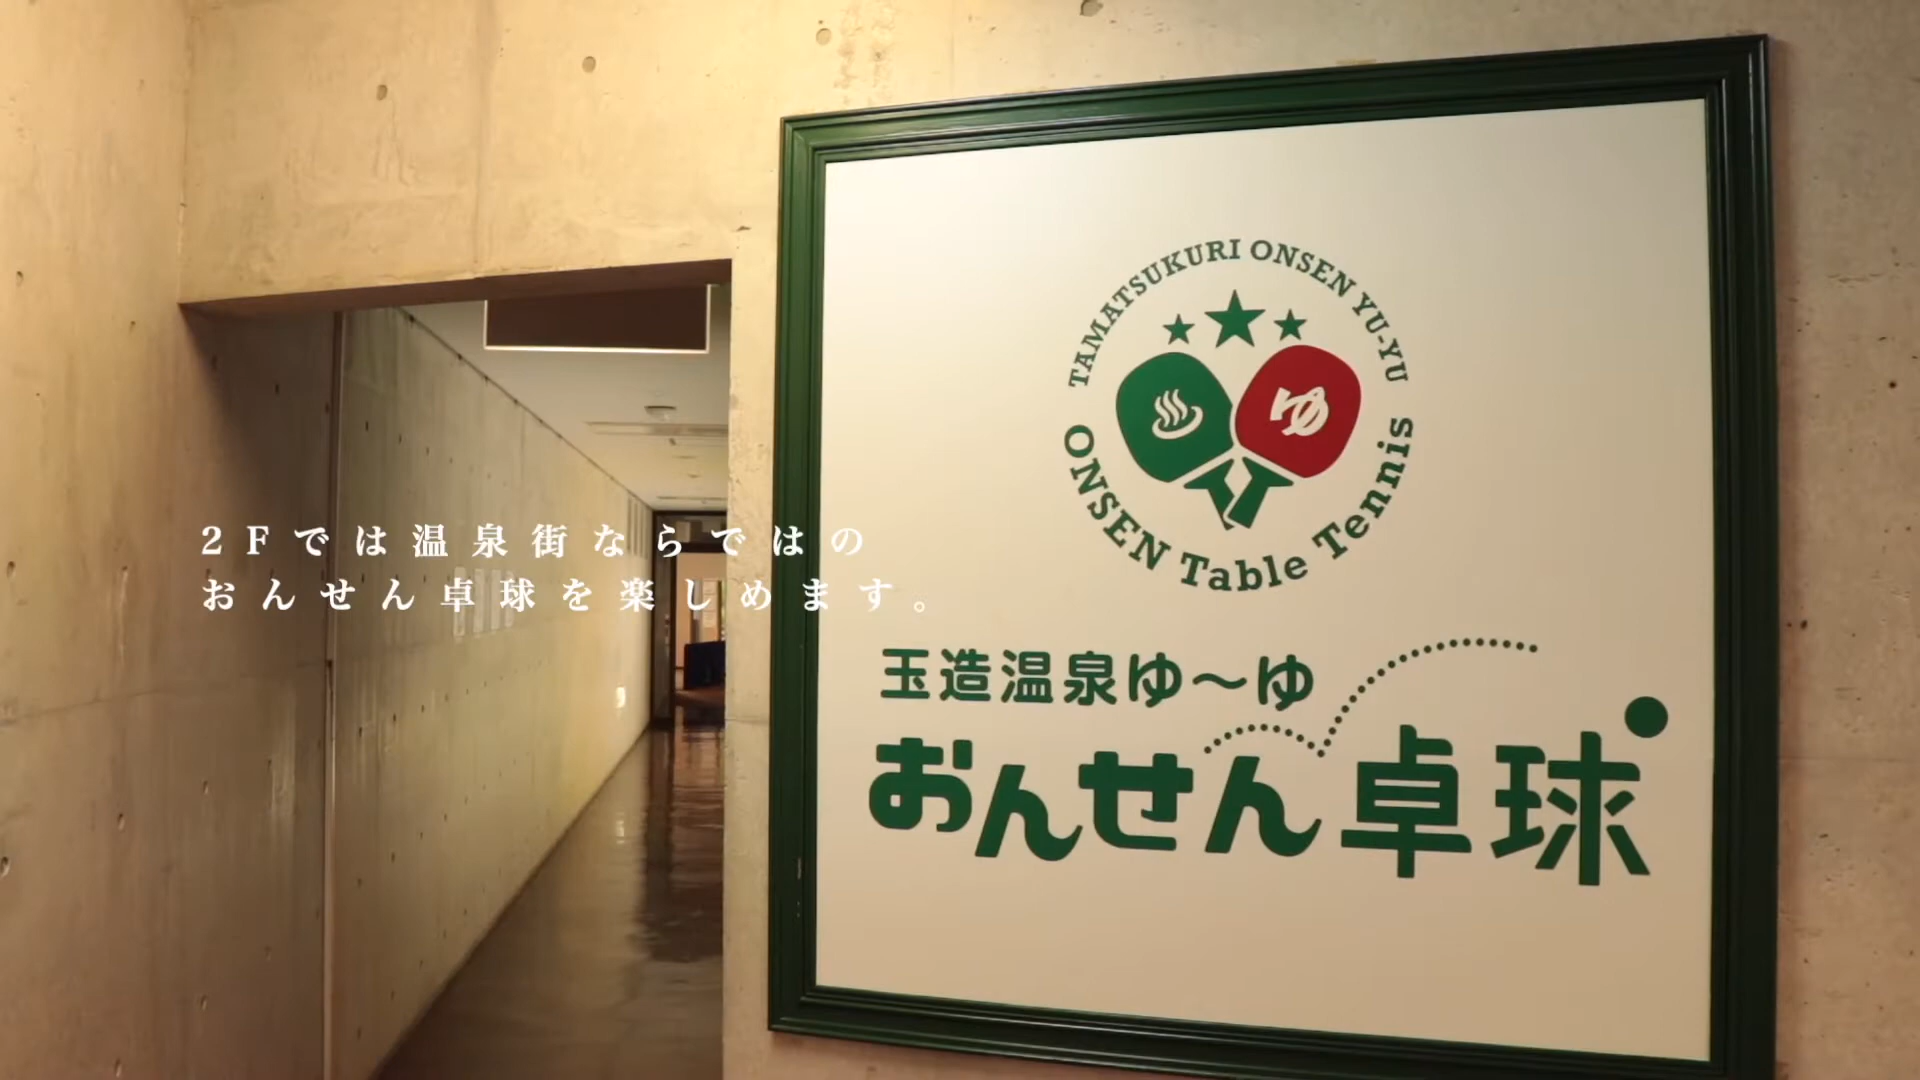 2Fでは温泉街ならではの
おんせん卓球を楽しめます。
TAMATSUKURI ONSEN YU-YU
ゆ
ONSEN Table Tennis
玉造温泉ゆ〜ゆ
おんせん卓球